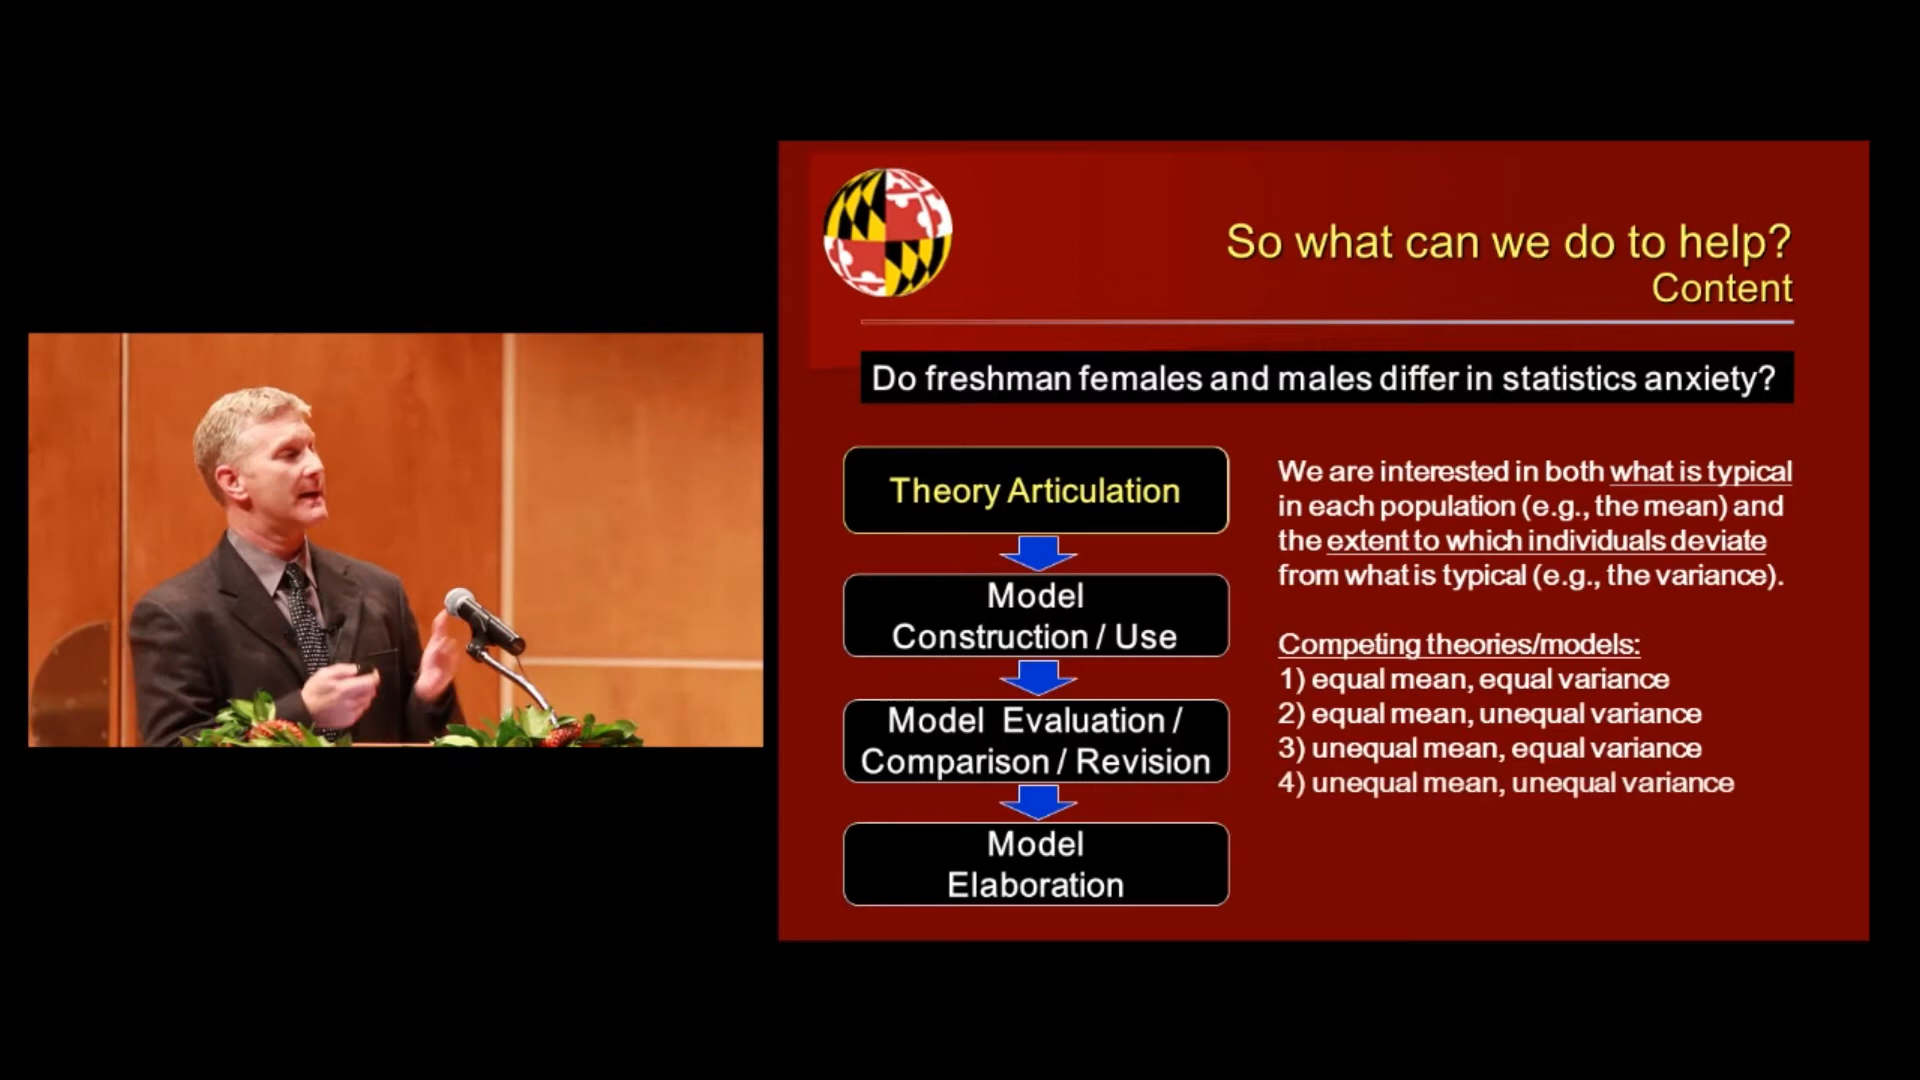 So what can we do to help?
Content
Do freshman females and males differ in statistics anxiety?
Theory Articulation
Model
Construction / Use
Model Evaluation /
Comparison / Revision
Model
Elaboration
We are interested in both what is typical
in each population (e.g., the mean) and
the extent to which individuals deviate
from what is typical (e.g., the variance).
Competing theories/models:
1) equal mean, equal variance
2) equal mean, unequal variance
3) unequal mean, equal variance
4) unequal mean, unequal variance